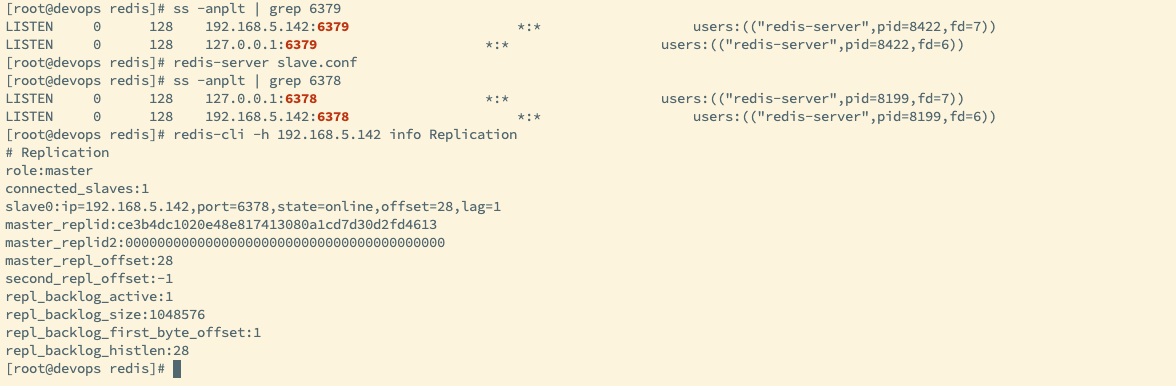 [root@devops redis]# ss -anplt | grep 6379
LISTEN     0      128    192.168.5.142:6379                     *:*                   users:(("redis-server",pid=8422,fd=7))
LISTEN     0      128    127.0.0.1:6379                     *:*                   users:(("redis-server",pid=8422,fd=6))
[root@devops redis]# redis-server slave.conf
[root@devops redis]# ss -anplt | grep 6378
LISTEN     0      128    127.0.0.1:6378                     *:*                   users:(("redis-server",pid=8199,fd=7))
LISTEN     0      128    192.168.5.142:6378                     *:*                   users:(("redis-server",pid=8199,fd=6))
[root@devops redis]# redis-cli -h 192.168.5.142 info Replication
# Replication
role:master
connected_slaves:1
slave0:ip=192.168.5.142,port=6378,state=online,offset=28,lag=1
master_replid:ce3b4dc1020e48e817413080a1cd7d30d2fd4613
master_replid2:0000000000000000000000000000000000000000
master_repl_offset:28
second_repl_offset:-1
repl_backlog_active:1
repl_backlog_size:1048576
repl_backlog_first_byte_offset:1
repl_backlog_histlen:28
[root@devops redis]#